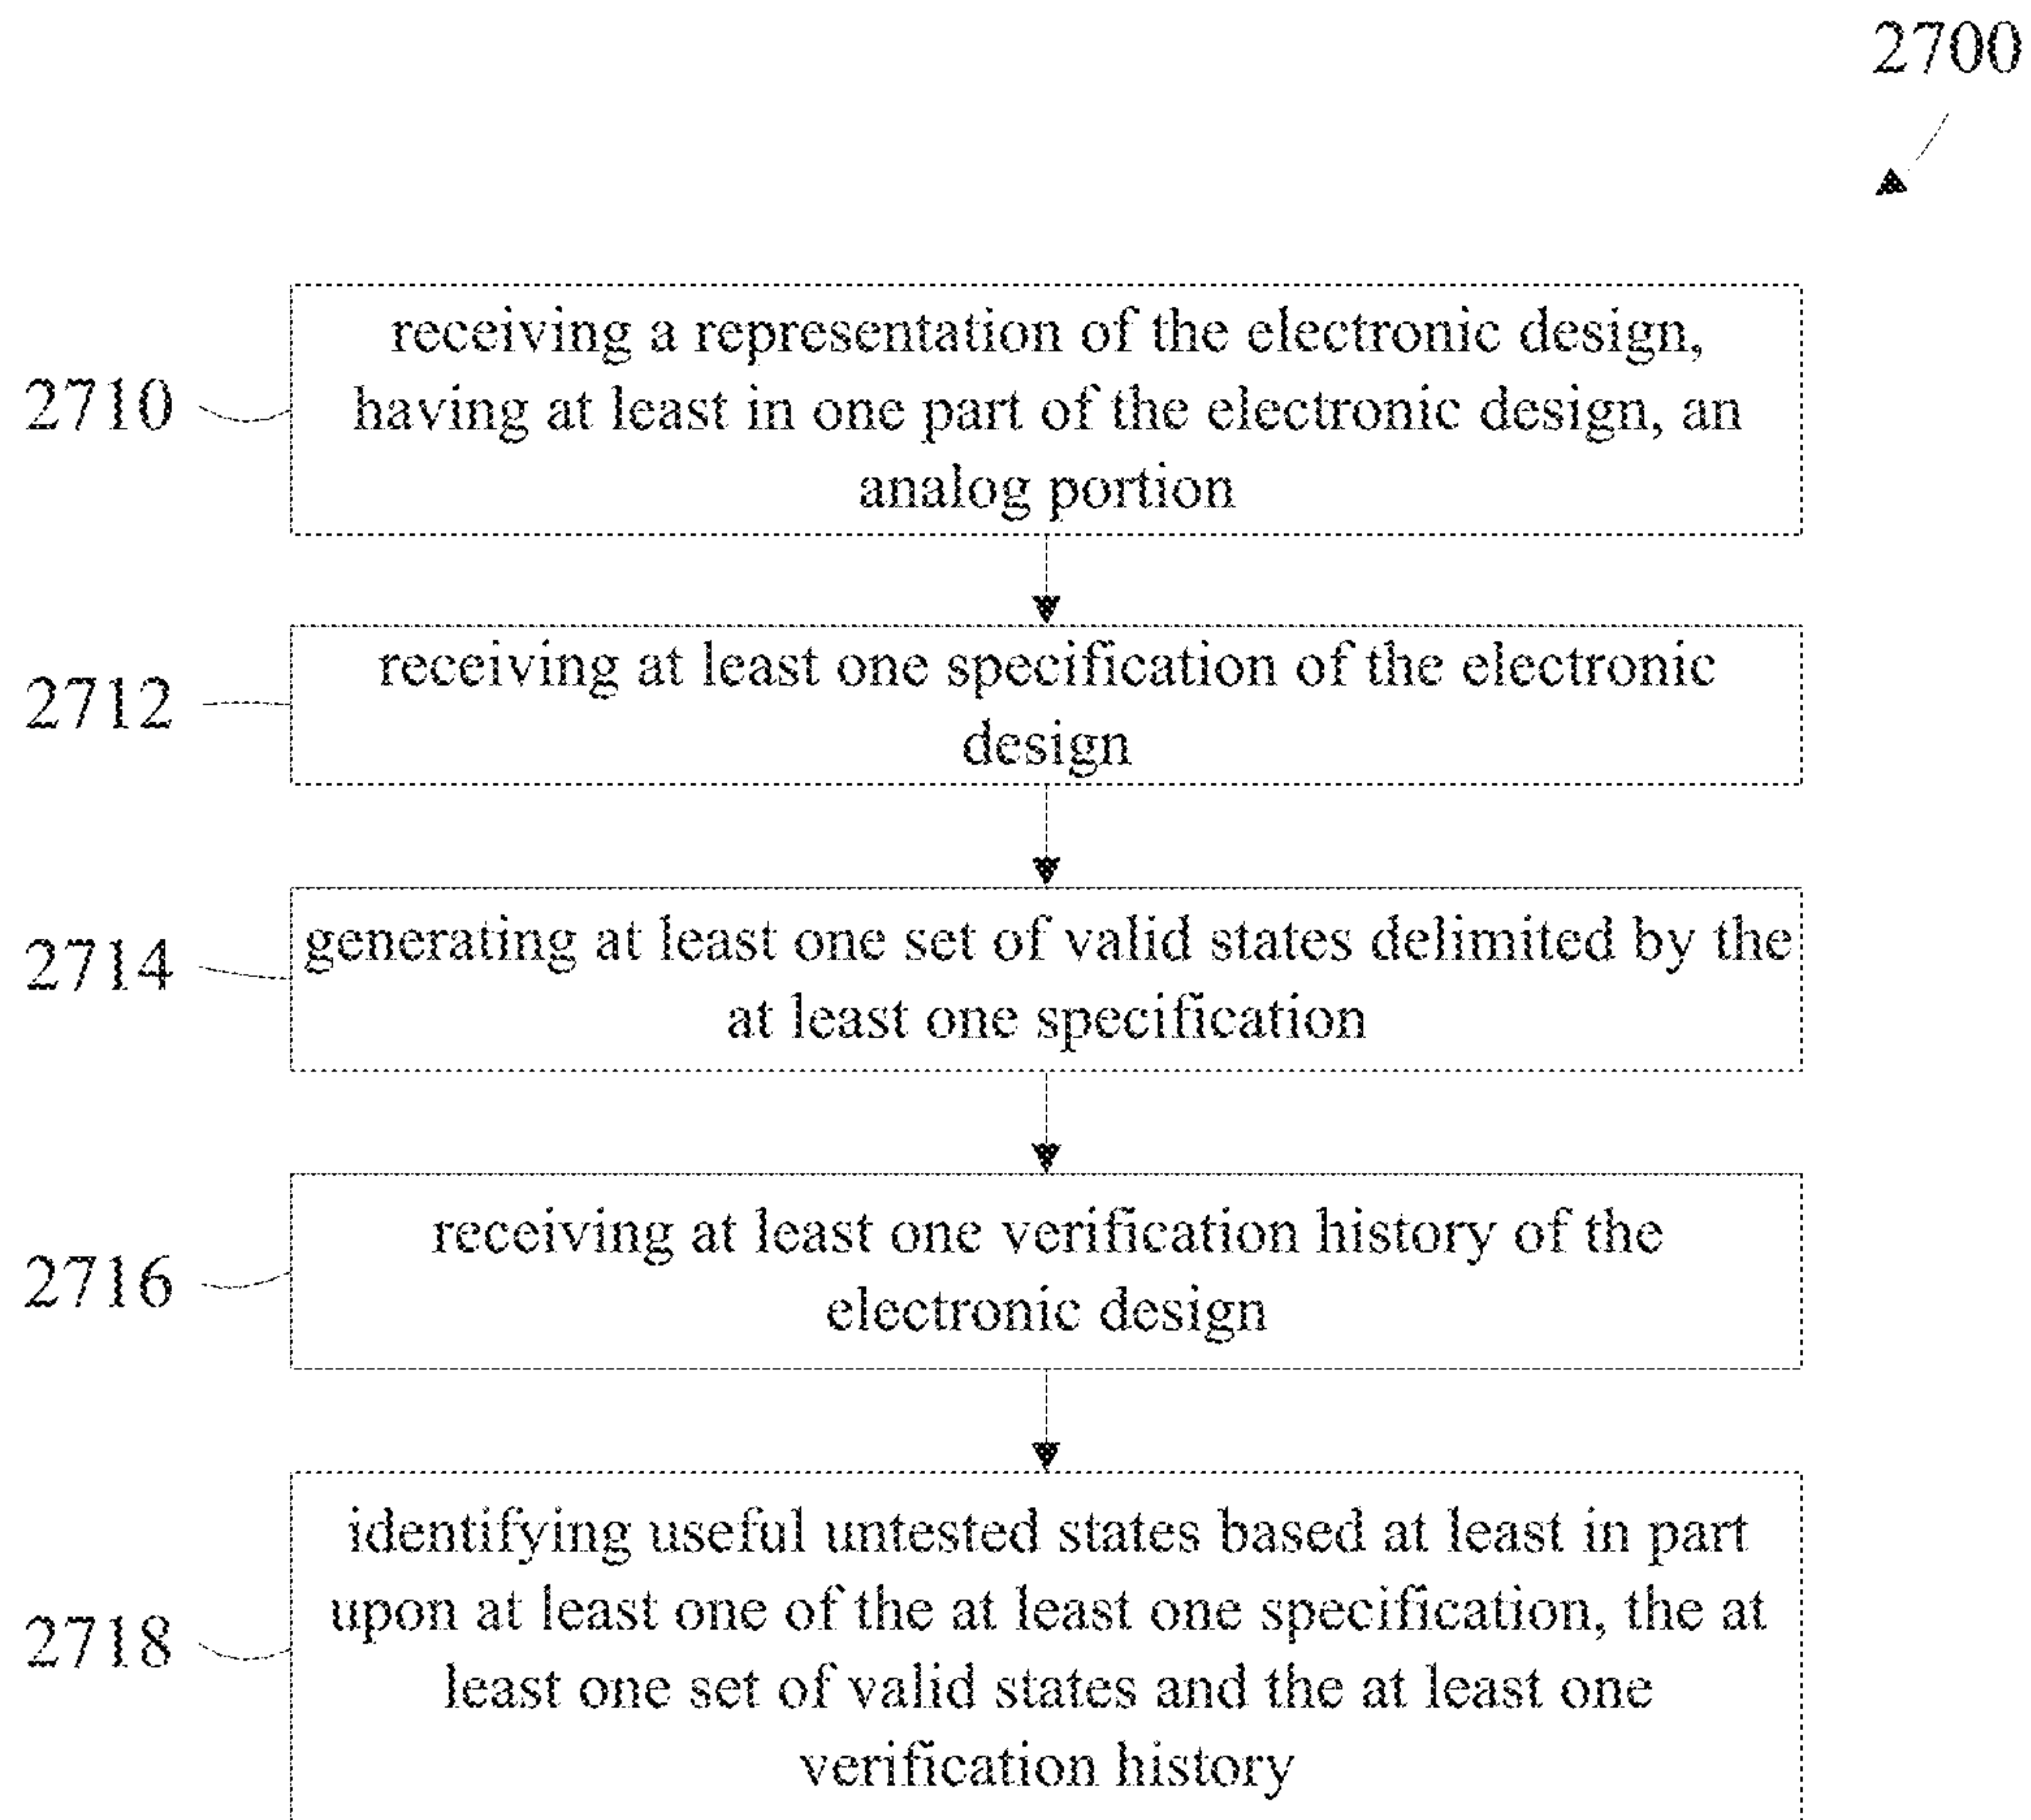 2700
2710
receiving a representation of the electronic design,
having at least in one part of the electronic design, an
analog portion
2712
receiving at least one specification of the electronic
design
2714
generating at least one set of valid states delimited by the
at least one specification
2716
receiving at least one verification history of the
electronic design
2718
identifying useful untested states based at least in part
upon at least one of the at least one specification, the at
least one set of valid states and the at least one
verification history